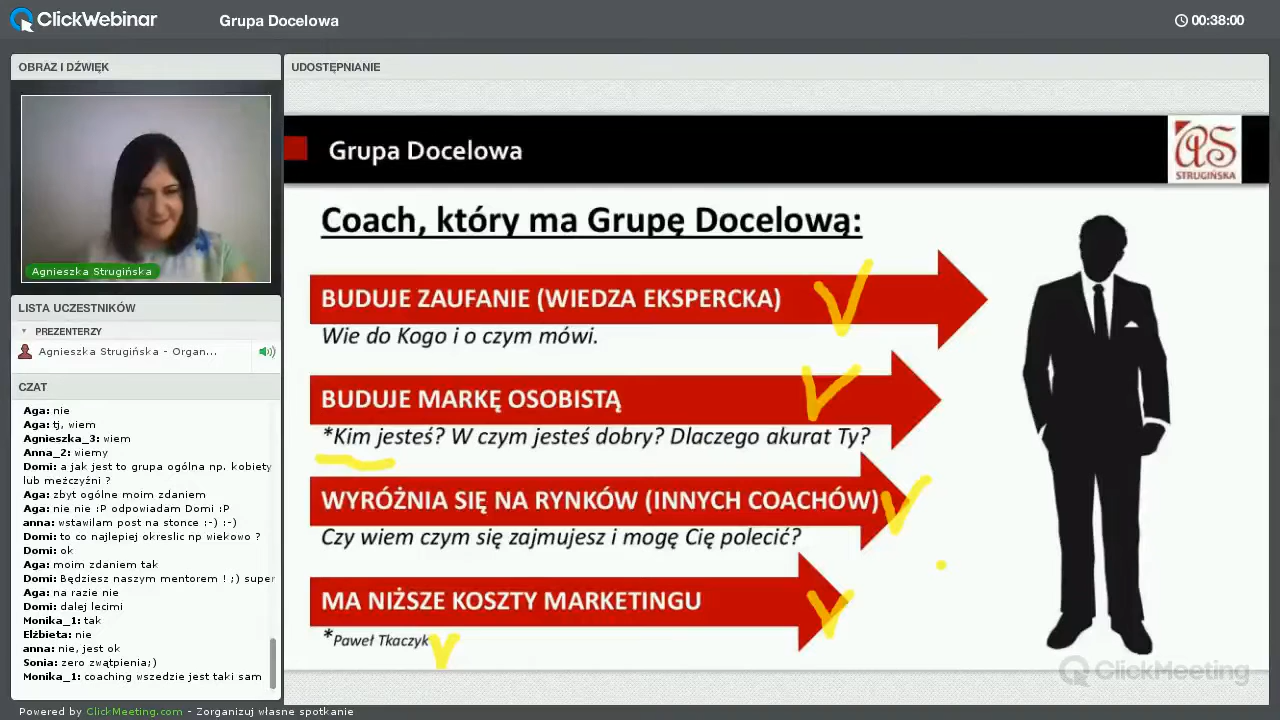 ClickWebinar
Grupa Docelowa
00:38:00
OBRAZ I DŹWIĘK
Agnieszka Strugińska
LISTA UCZESTNIKÓW
PREZENTERZY
Agnieszka Strugińska - Organ...
CZAT
Aga: nie
Aga: tj, wiem
Agnieszka_3: wiem
Anna_2: wiemy
Domi: a jak jest to grupa ogólna np. kobiety
lub meżczyźni ?
Aga: zbyt ogólne moim zdaniem
Aga: nie nie :P odpowiadam Domi :P
anna: wstawilam post na stonce :-) :-)
Domi: to co najlepiej okreslic np wiekowo ?
Domi: ok
Aga: moim zdaniem tak
Domi: Będziesz naszym mentorem ! ;) super
Aga: na razie nie
Domi: dalej lecimi
Monika_1: tak
Elżbieta: nie
anna: nie, jest ok
Sonia: zero zwątpienia;)
Monika_1: coaching wszedzie jest taki sam
UDOSTĘPNIANIE
Grupa Docelowa
as
STRUGIŃSKA
Coach, który ma Grupę Docelową:
BUDUJE ZAUFANIE (WIEDZA EKSPERCKA)
Wie do Kogo i o czym mówi.
BUDUJE MARKĘ OSOBISTĄ
*Kim jesteś? W czym jesteś dobry? Dlaczego akurat Ty?
WYRÓŻNIA SIĘ NA RYNKÓW (INNYCH COACHÓW)
Czy wiem czym się zajmujesz i mogę Cię polecić?
MA NIŻSZE KOSZTY MARKETINGU
*Paweł Tkaczyk
ClickMeeting
Powered by ClickMeeting.com - Zorganizuj własne spotkanie